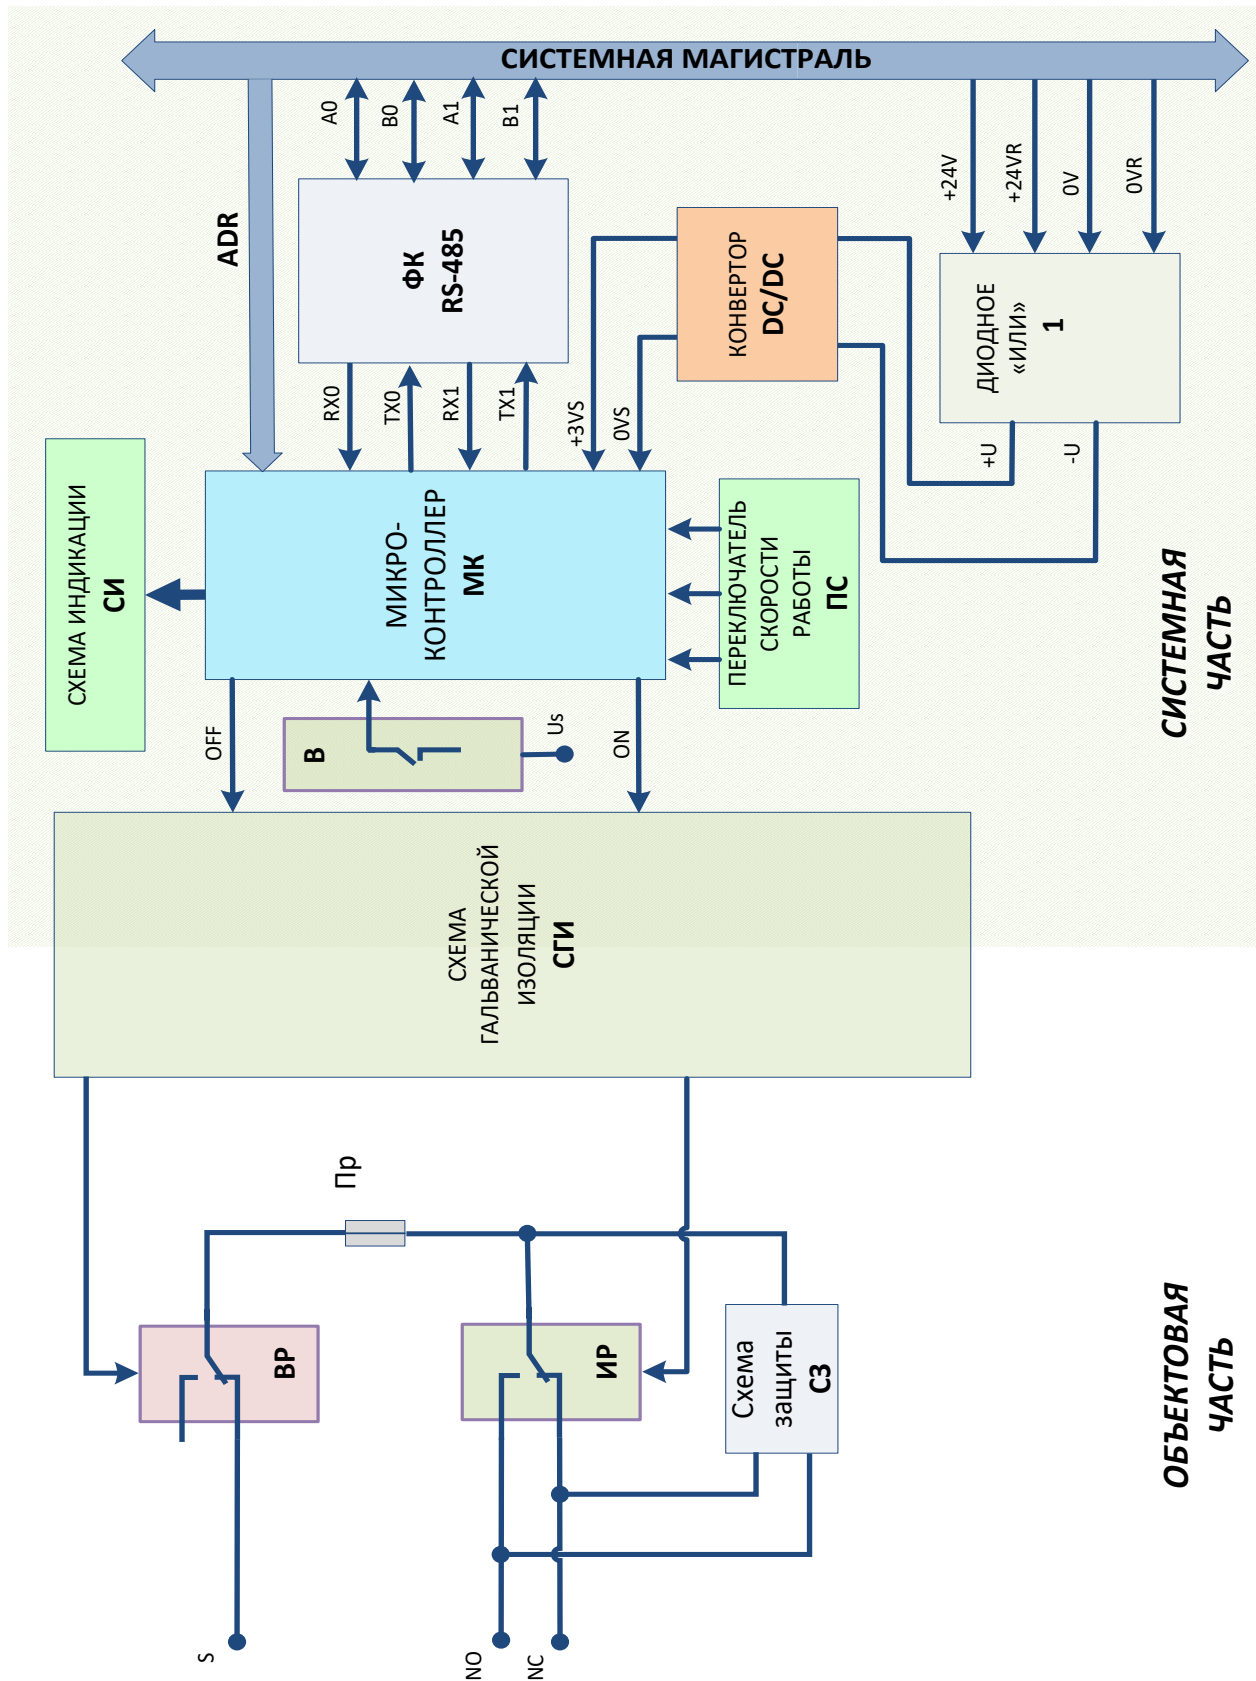 СИСТЕМНАЯ МАГИСТРАЛЬ
ADR
A0
B0
A1
B1
+24V
+24VR
0V
0VR
ФК
RS-485
КОНВЕРТОР
DC/DC
ДИОДНОЕ
«ИЛИ»
1
RX0
TX0
RX1
TX1
+3VS
0VS
+U
-U
СХЕМА ИНДИКАЦИИ
СИ
МИКРО-
КОНТРОЛЛЕР
МК
ПЕРЕКЛЮЧАТЕЛЬ
СКОРОСТИ
РАБОТЫ
ПС
СИСТЕМНАЯ
ЧАСТЬ
OFF
В
Us
ON
СХЕМА
ГАЛЬВАНИЧЕСКОЙ
ИЗОЛЯЦИИ
СГИ
Пр
ВР
ИР
Схема
защиты
СЗ
ОБЪЕКТОВАЯ
ЧАСТЬ
S
NO
NC